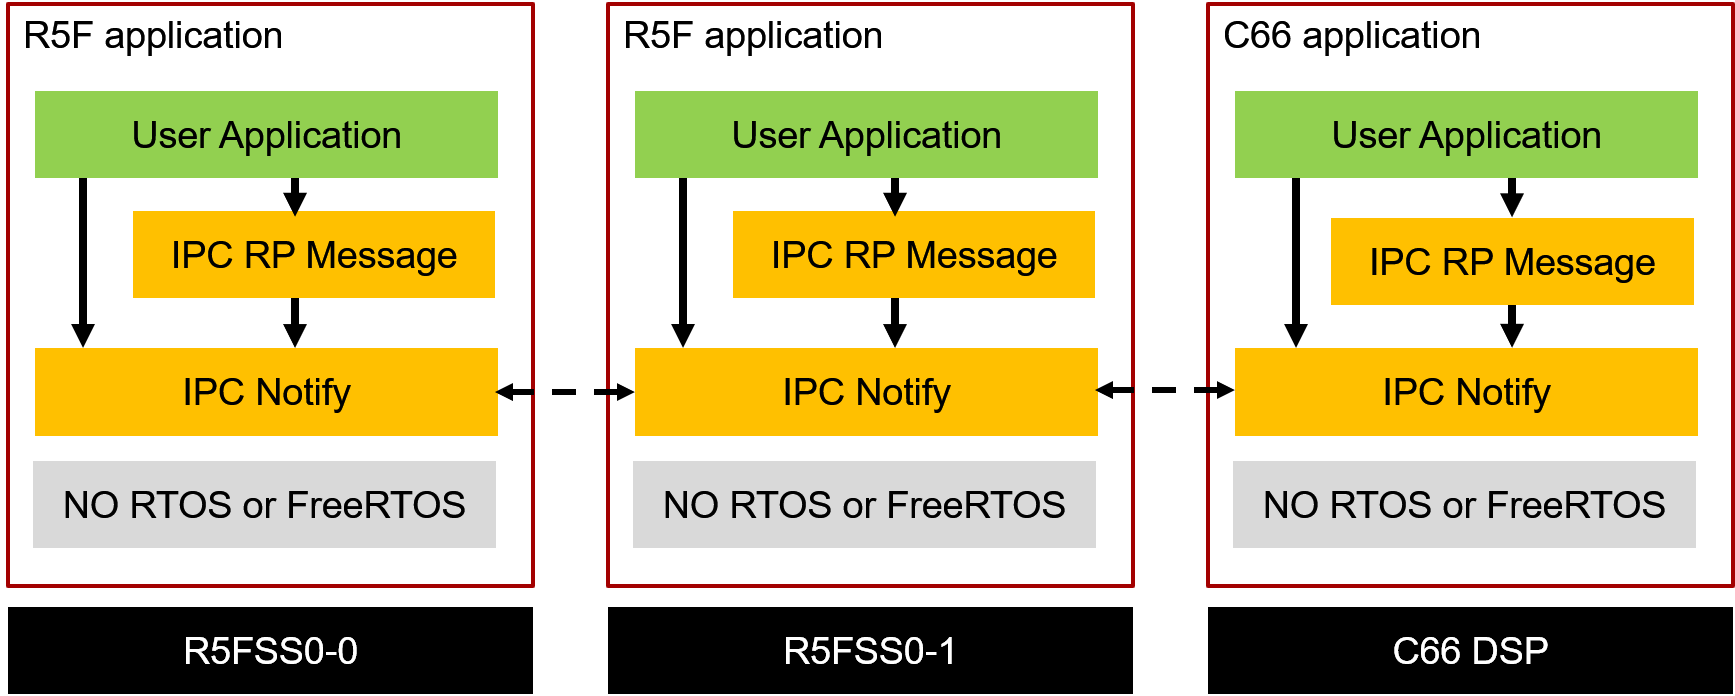 R5F application
User Application
IPC RP Message
IPC Notify
NO RTOS or FreeRTOS
R5FSS0-0
R5F application
User Application
IPC RP Message
IPC Notify
NO RTOS or FreeRTOS
R5FSS0-1
C66 application
User Application
IPC RP Message
IPC Notify
NO RTOS or FreeRTOS
C66 DSP